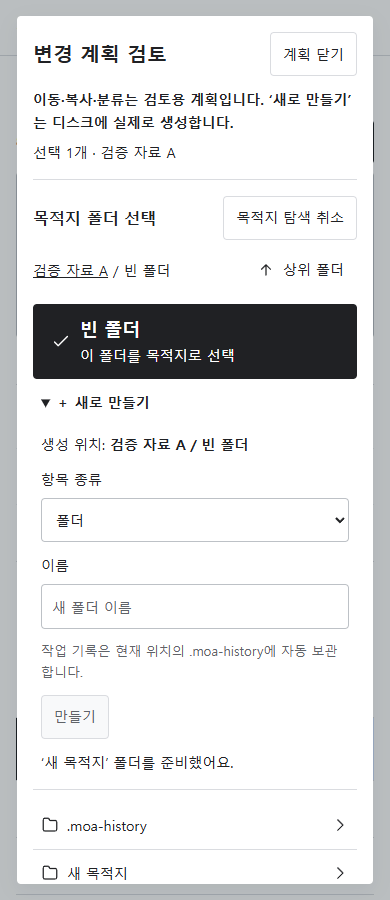 변경 계획 검토
계획 닫기
이동·복사·분류는 검토용 계획입니다. ‘새로 만들기’
는 디스크에 실제로 생성합니다.
선택 1개 · 검증 자료 A
목적지 폴더 선택
목적지 탐색 취소
검증 자료 A / 빈 폴더
↑ 상위 폴더
빈 폴더
이 폴더를 목적지로 선택
▼ + 새로 만들기
생성 위치: 검증 자료 A / 빈 폴더
항목 종류
폴더
이름
새 폴더 이름
작업 기록은 현재 위치의 .moa-history에 자동 보관
합니다.
만들기
‘새 목적지’ 폴더를 준비했어요.
.moa-history
새 목적지